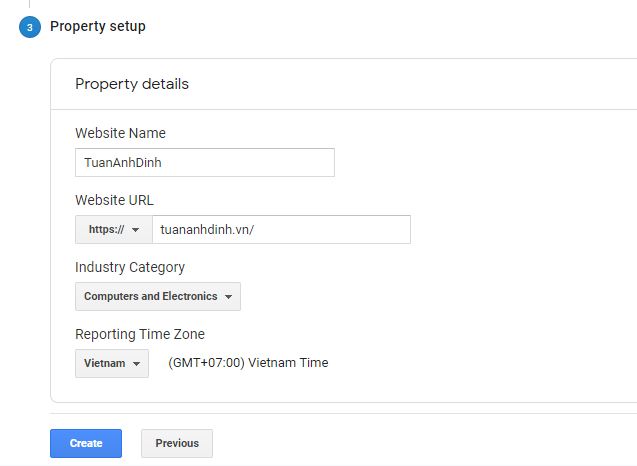 3 Property setup
Property details
Website Name
TuanAnhDinh
Website URL
https:// tuananhdinh.vn/
Industry Category
Computers and Electronics
Reporting Time Zone
Vietnam (GMT+07:00) Vietnam Time
Create Previous